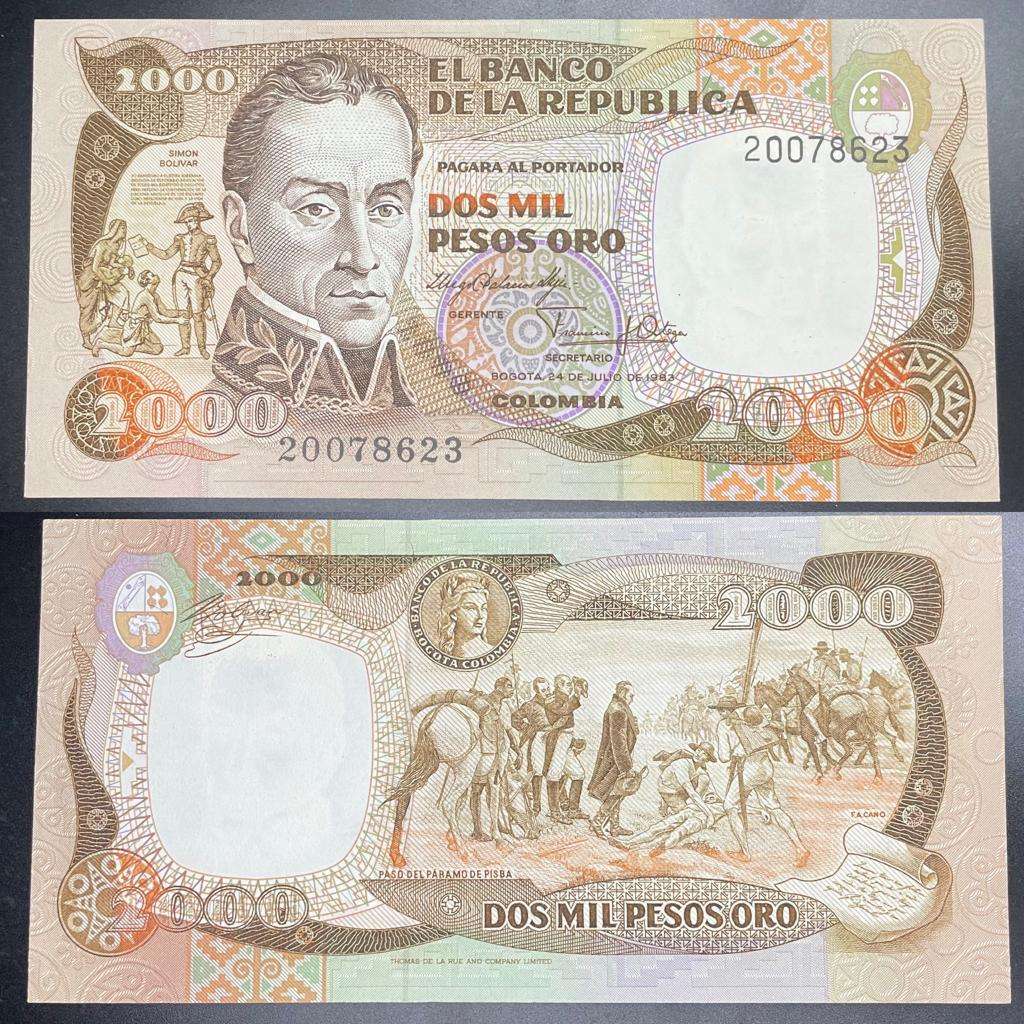 2000
EL BANCO
DE LA REPUBLICA
20078623
SIMON
BOLIVAR
PAGARA AL PORTADOR
DOS MIL
PESOS ORO
GERENTE
SECRETARIO
BOGOTA, 24 DE JULIO DE 1983
COLOMBIA
2000
2000
20078623
2000
BANCO DE LA REPUBLICA
BOGOTA COLOMBIA
2000
F.A.CANO
PASO DEL PÁRAMO DE PISBA
2000
DOS MIL PESOS ORO
THOMAS DE LA RUE AND COMPANY LIMITED